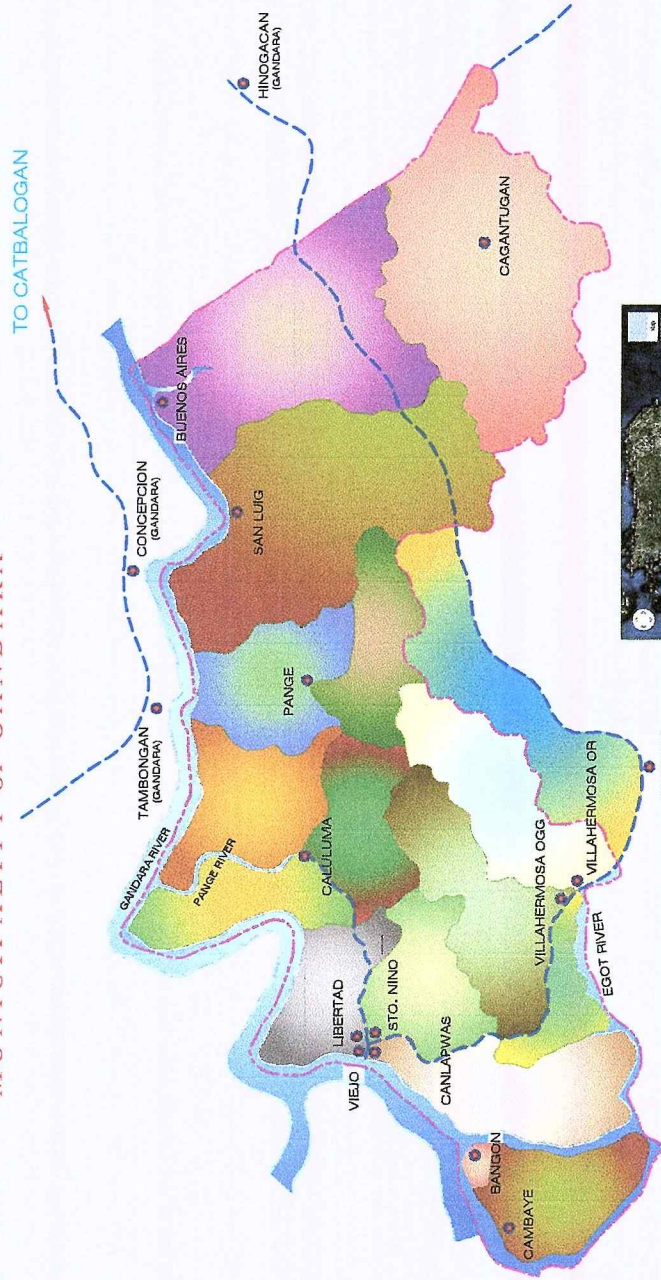 TO CATBALOGAN
HINOGACAN
(GANDARA)
CONCEPCION
(GANDARA)
BUENOS AIRES
TAMBONGAN
(GANDARA)
SAN LUIG
CAGANTUGAN
GANDARA RIVER
PANGE RIVER
PANGE
CALULUMA
LIBERTAD
VIEJO
STO. NINO
CANLAPWAS
VILLAHERMOSA OR
VILLAHERMOSA OGG
EGOT RIVER
BANGON
CAMBAYE